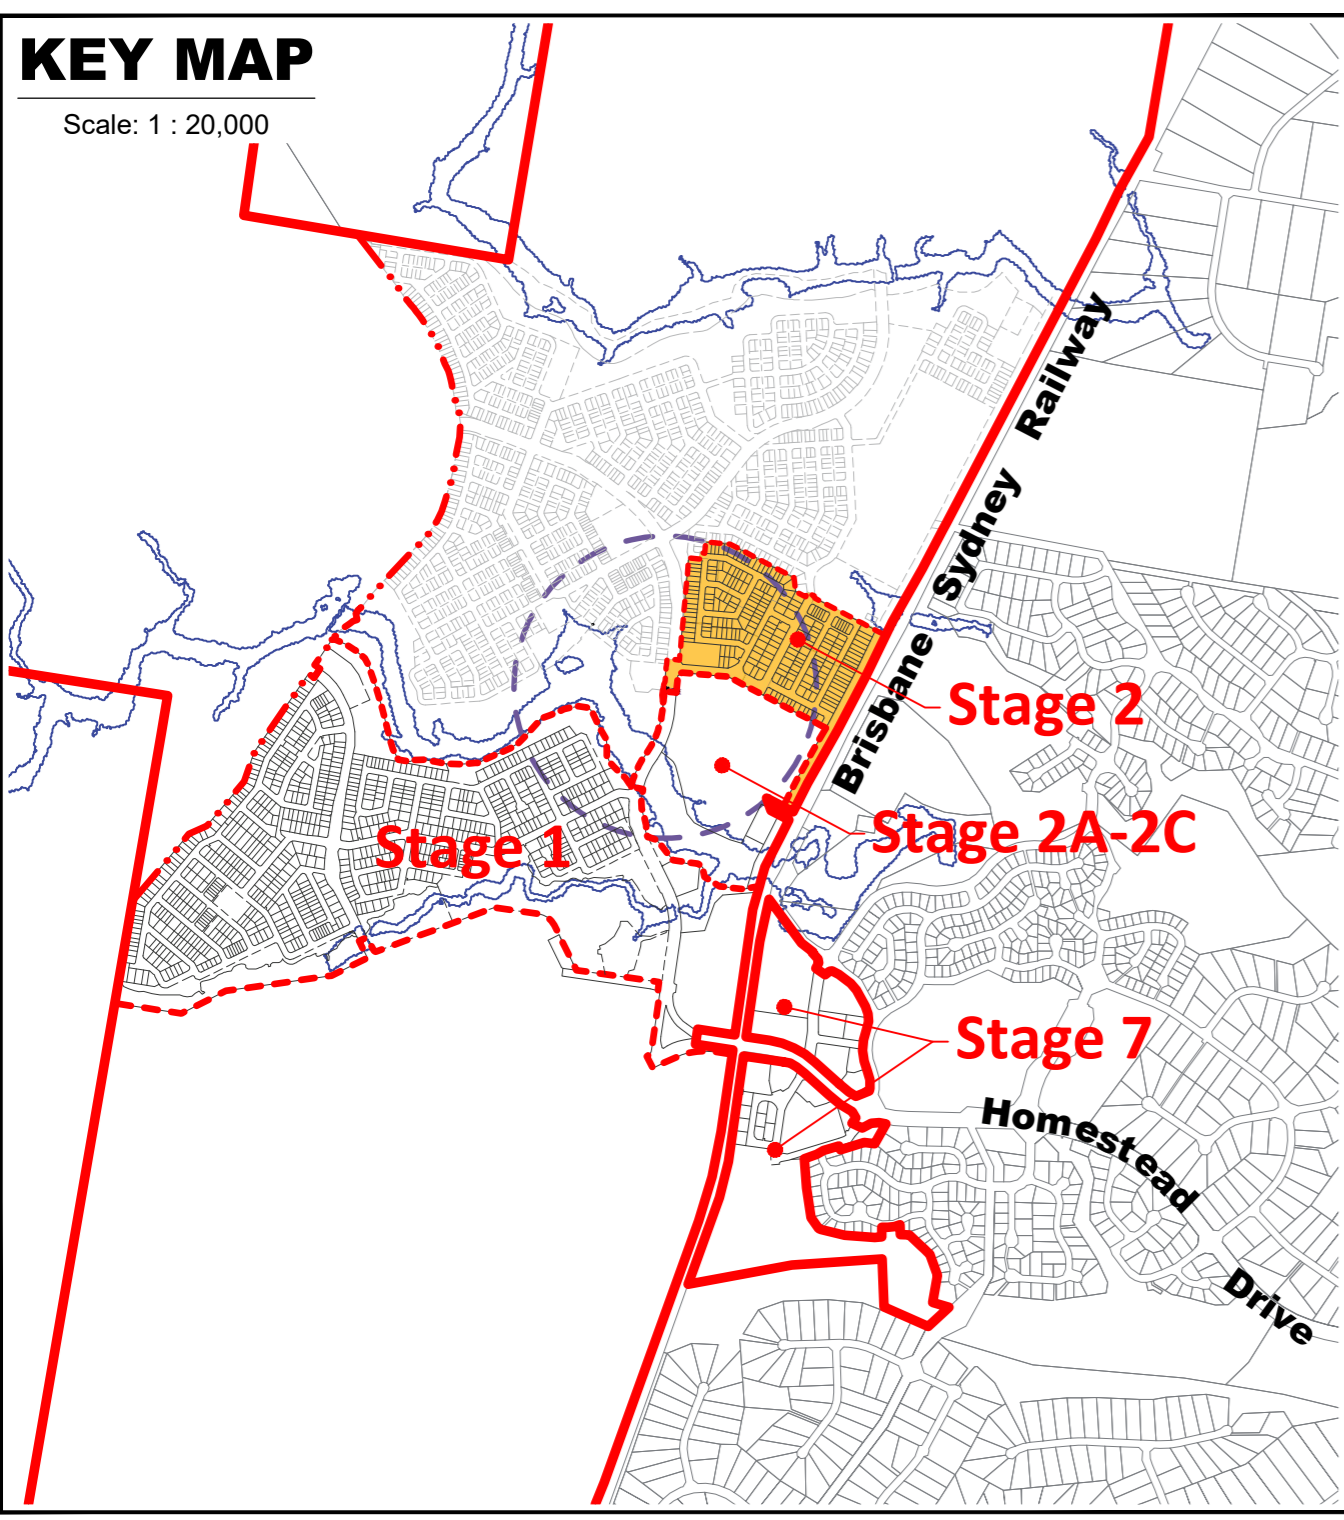 KEY MAP
Scale: 1 : 20,000
Brisbane Sydney Railway
Stage 2
Stage 2A-2C
Stage 1
Stage 7
Homestead Drive